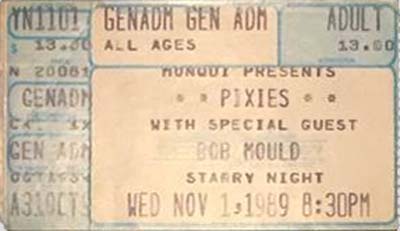 YN1101 GENADM GEN ADM ADULT
$ 13.00 ALL AGES 13.00
MONQUI PRESENTS
GENADM * * PIXIES * *
WITH SPECIAL GUEST
GEN ADM BOB MOULD
STARRY NIGHT
A31OCT9 WED NOV 1,1989 8:30PM